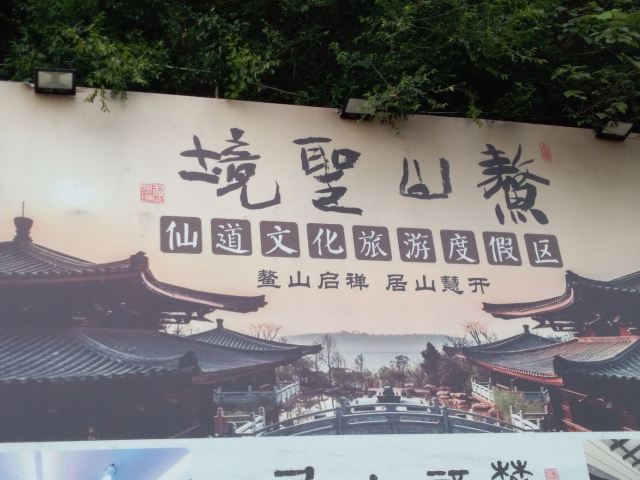 鰲山聖境
仙道文化旅游度假区
鳌山启禅 居山慧开